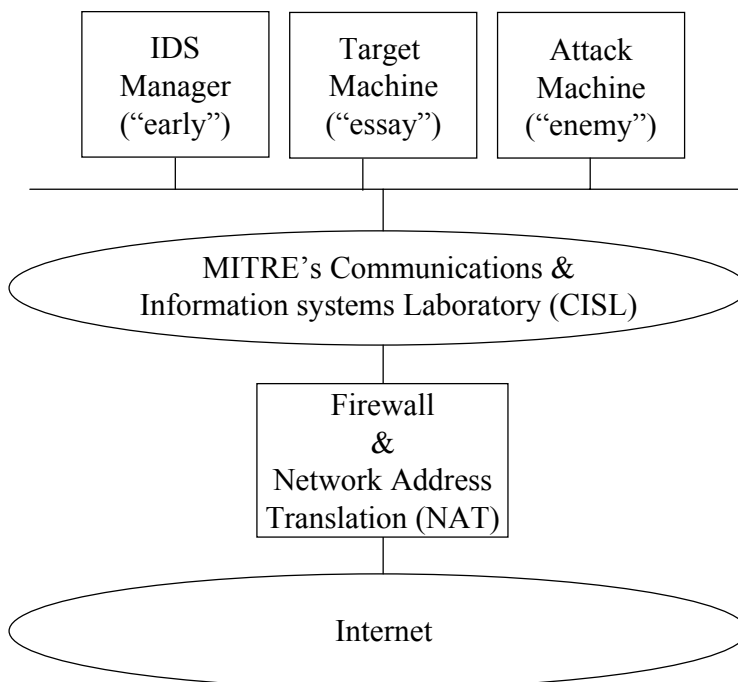 IDS
Manager
(“early”)
Target
Machine
(“essay”)
Attack
Machine
(“enemy”)
MITRE’s Communications &
Information systems Laboratory (CISL)
Firewall
&
Network Address
Translation (NAT)
Internet